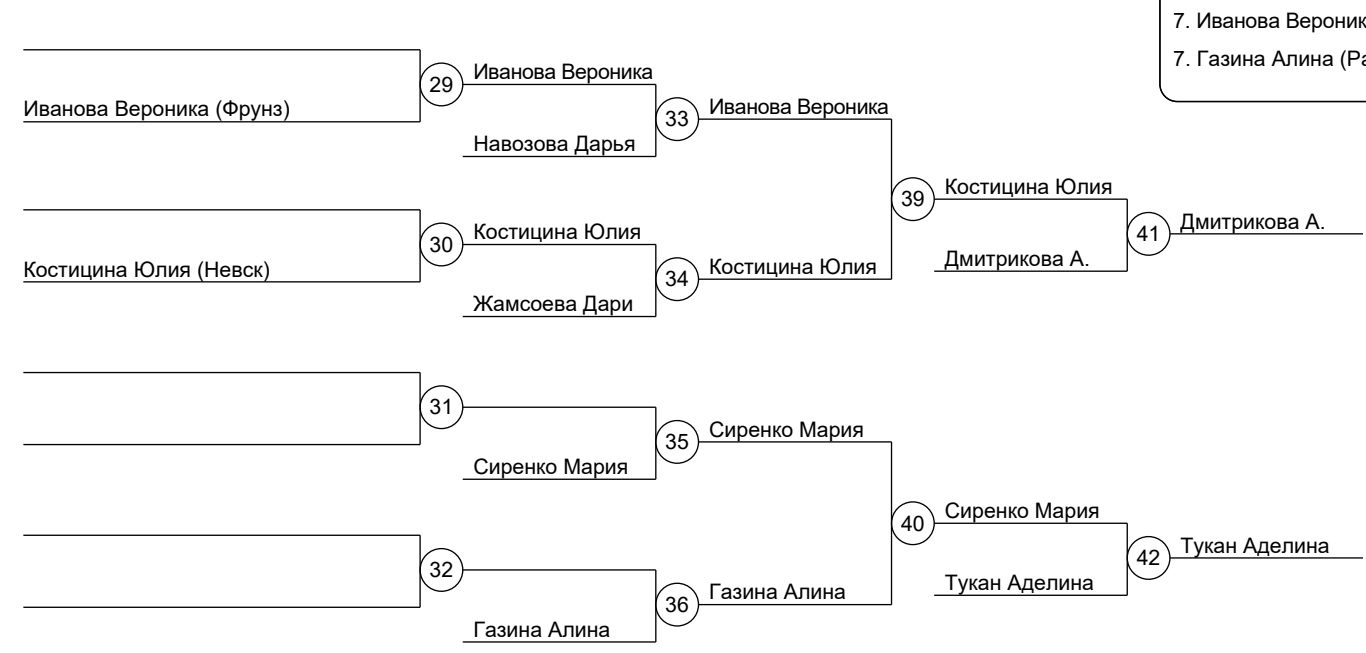 7. Иванова Вероник
7. Газина Алина (Ра
29 Иванова Вероника
Иванова Вероника (Фрунз)
33 Иванова Вероника
Навозова Дарья
39 Костицина Юлия
30 Костицина Юлия
41 Дмитрикова А.
Костицина Юлия (Невск)
34 Костицина Юлия
Дмитрикова А.
Жамсоева Дари
31
35 Сиренко Мария
Сиренко Мария
40 Сиренко Мария
42 Тукан Аделина
32
Тукан Аделина
36 Газина Алина
Газина Алина